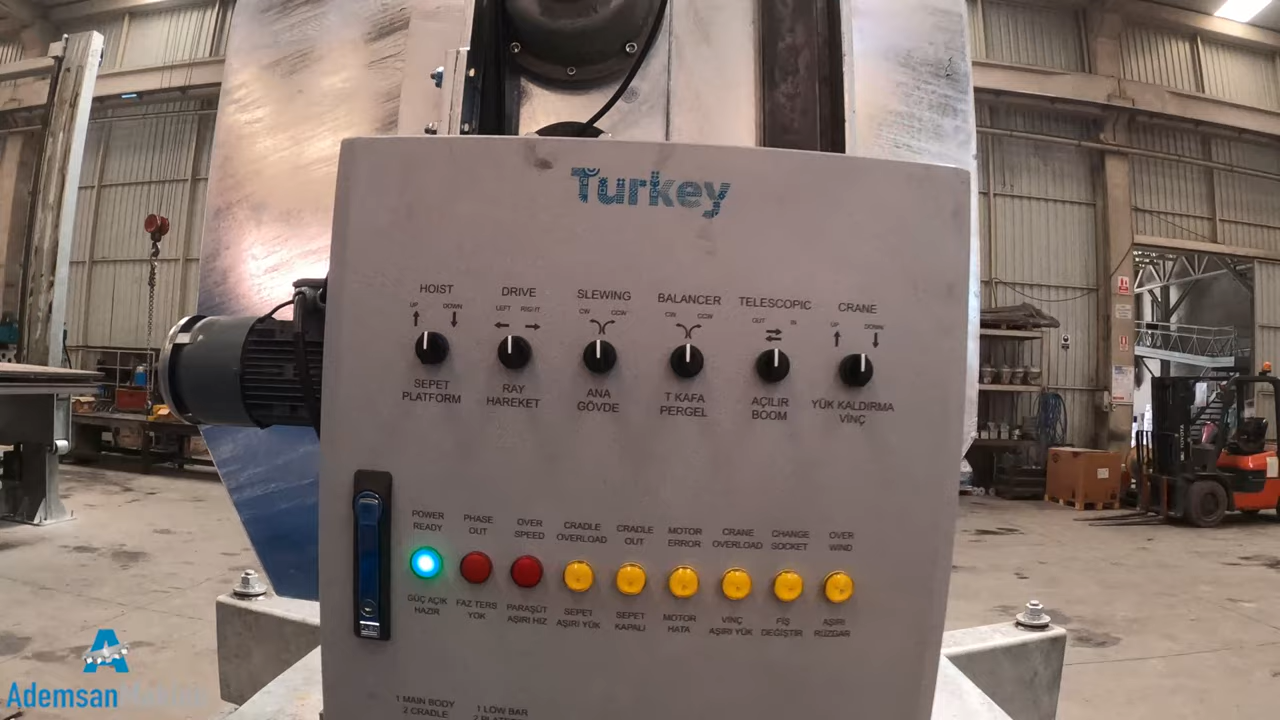 Turkey
HOIST
UP DOWN
SEPET
PLATFORM
DRIVE
LEFT RIGHT
RAY
HAREKET
SLEWING
CW CCW
ANA
GÖVDE
BALANCER
CW CCW
T KAFA
PERGEL
TELESCOPIC
OUT IN
AÇILIR
BOOM
CRANE
UP DOWN
YÜK KALDIRMA
VİNÇ
POWER
READY
GÜÇ AÇIK
HAZIR
PHASE
OUT
FAZ TERS
YOK
OVER
SPEED
PARAŞÜT
AŞIRI HIZ
CRADLE
OVERLOAD
SEPET
AŞIRI YÜK
CRADLE
OUT
SEPET
KAPALI
MOTOR
ERROR
MOTOR
HATA
CRANE
OVERLOAD
VİNÇ
AŞIRI YÜK
CHANGE
SOCKET
FİŞ
DEĞİŞTİR
OVER
WIND
AŞIRI
RÜZGAR
1 MAIN BODY
2 CRADLE
1 LOW BAR
TOYOTA
Ademsan